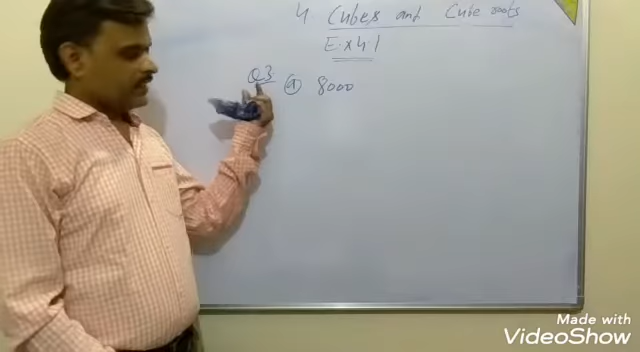 4. Cubes and Cube roots
Ex 4.1
Q3 (a) 8000
Made with
VideoShow